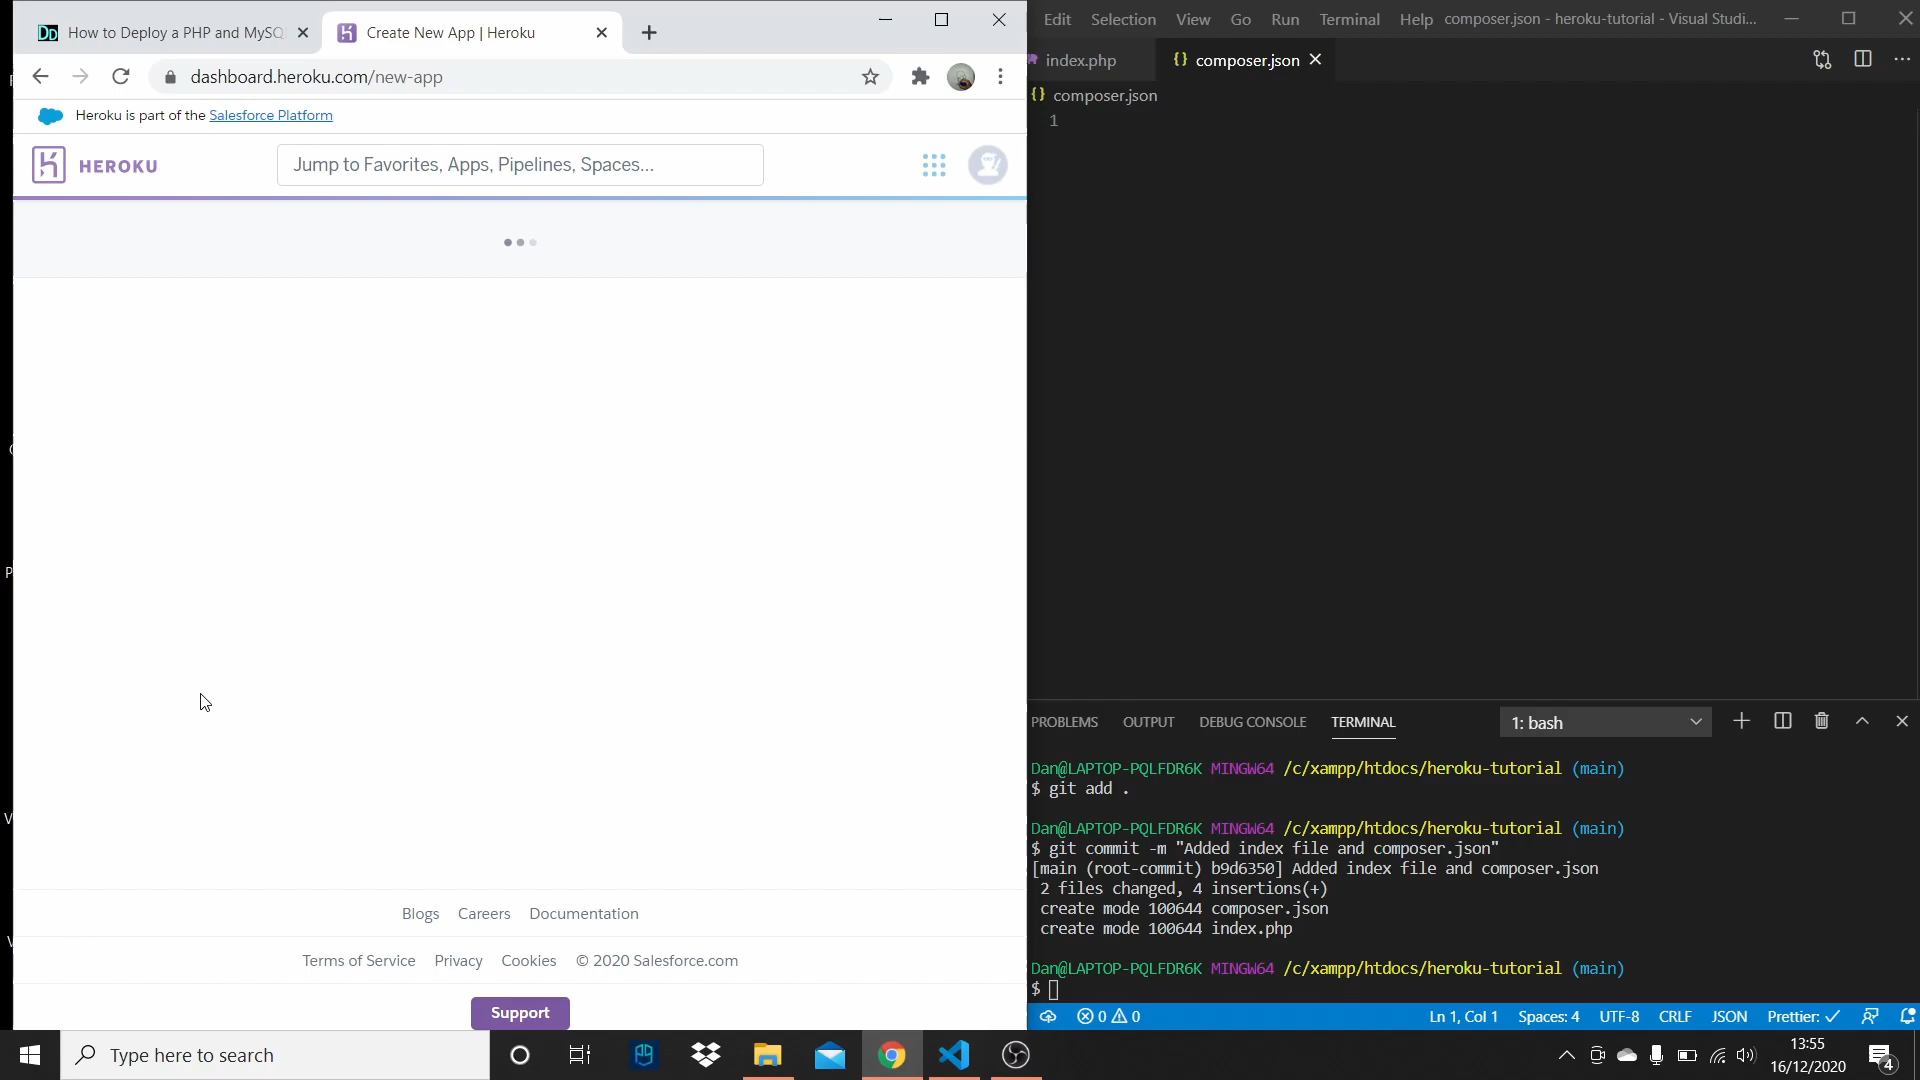 How to Deploy a PHP and MySQ
Create New App | Heroku
dashboard.heroku.com/new-app
Heroku is part of the Salesforce Platform
HEROKU
Jump to Favorites, Apps, Pipelines, Spaces...
Blogs Careers Documentation
Terms of Service Privacy Cookies © 2020 Salesforce.com
Support
Edit Selection View Go Run Terminal Help composer.json - heroku-tutorial - Visual Studi...
index.php
{} composer.json
{} composer.json
1
PROBLEMS OUTPUT DEBUG CONSOLE TERMINAL 1: bash
Dan@LAPTOP-PQLFDR6K MINGW64 /c/xampp/htdocs/heroku-tutorial (main)
$ git add .
Dan@LAPTOP-PQLFDR6K MINGW64 /c/xampp/htdocs/heroku-tutorial (main)
$ git commit -m "Added index file and composer.json"
[main (root-commit) b9d6350] Added index file and composer.json
2 files changed, 4 insertions(+)
create mode 100644 composer.json
create mode 100644 index.php
Dan@LAPTOP-PQLFDR6K MINGW64 /c/xampp/htdocs/heroku-tutorial (main)
$
0 0 Ln 1, Col 1 Spaces: 4 UTF-8 CRLF JSON Prettier: ✓
Type here to search
13:55
16/12/2020
4